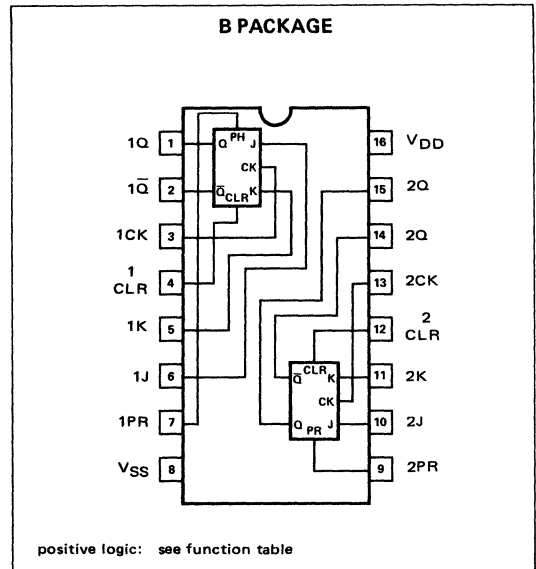 B PACKAGE
1Q 1
1Q̅ 2
1CK 3
1
CLR 4
1K 5
1J 6
1PR 7
VSS 8
Q PH J
CK
Q̅ CLR K
16 VDD
15 2Q
14 2Q
13 2CK
12 2
CLR
11 2K
10 2J
9 2PR
Q̅ CLR K
CK
Q PR J
positive logic: see function table